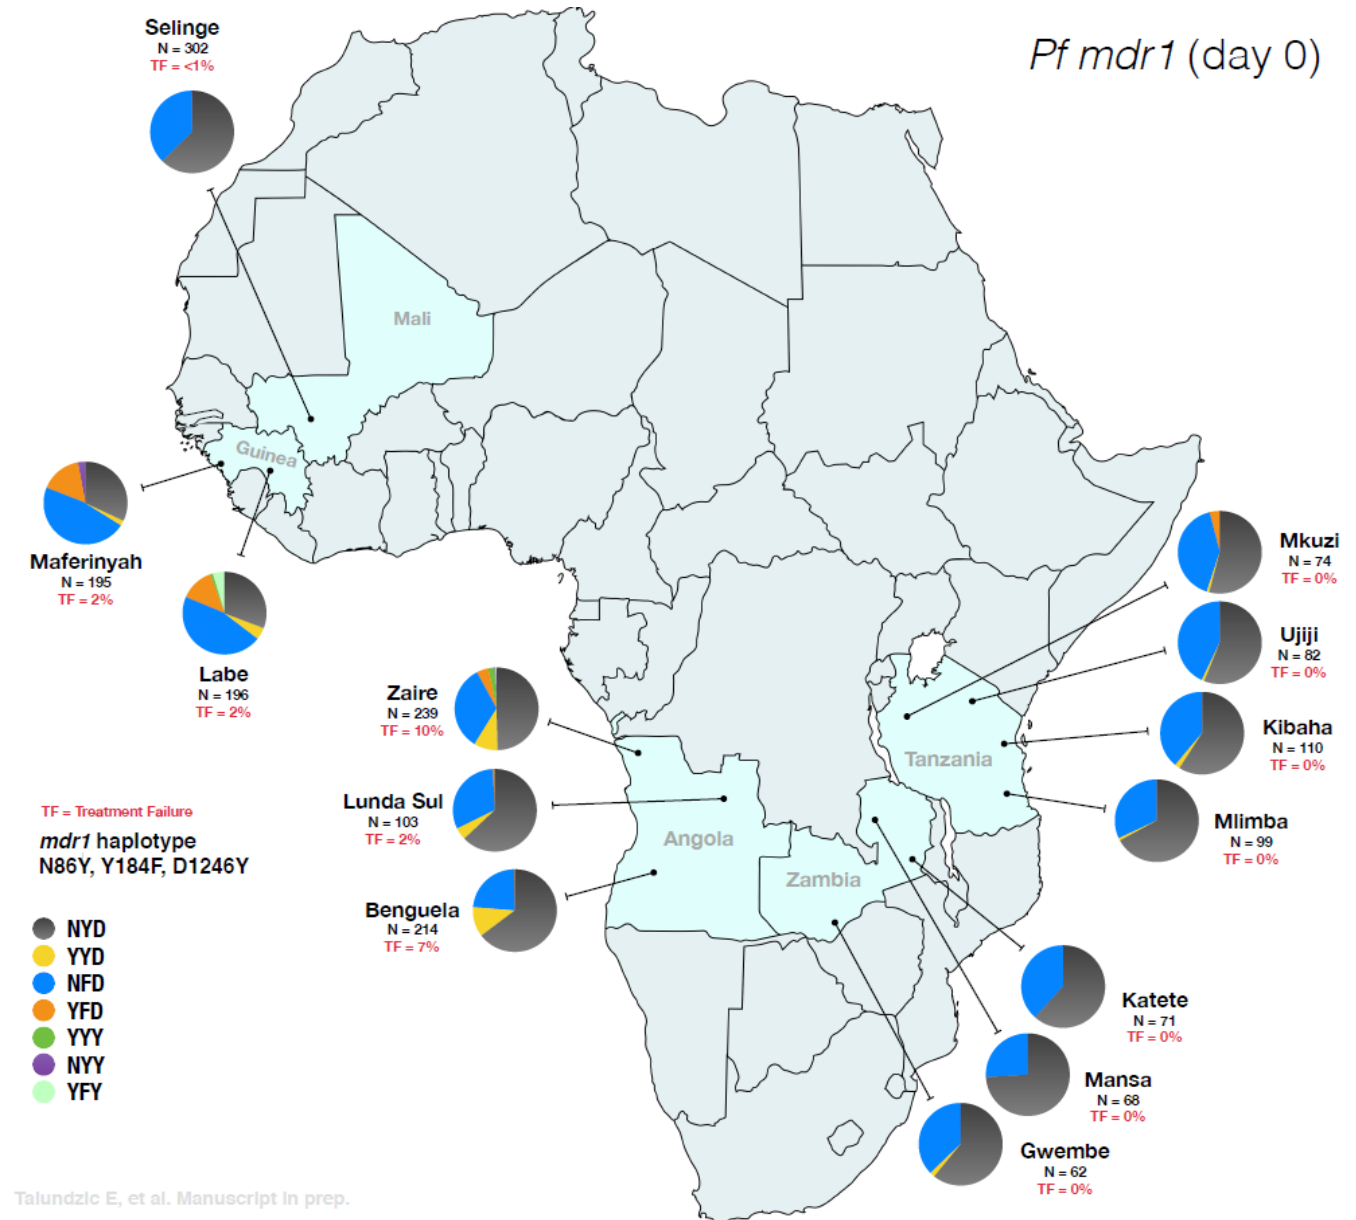 Selinge
N = 302
TF = <1%
Pf mdr1 (day 0)
Mali
Guinea
Maferinyah
N = 195
TF = 2%
Labe
N = 196
TF = 2%
Mkuzi
N = 74
TF = 0%
Ujiji
N = 82
TF = 0%
Kibaha
N = 110
TF = 0%
Mlimba
N = 99
TF = 0%
Tanzania
Zaire
N = 239
TF = 10%
Lunda Sul
N = 103
TF = 2%
Benguela
N = 214
TF = 7%
Angola
Zambia
Katete
N = 71
TF = 0%
Mansa
N = 68
TF = 0%
Gwembe
N = 62
TF = 0%
TF = Treatment Failure
mdr1 haplotype
N86Y, Y184F, D1246Y
NYD
YYD
NFD
YFD
YYY
NYY
YFY
Talundzic E, et al. Manuscript in prep.